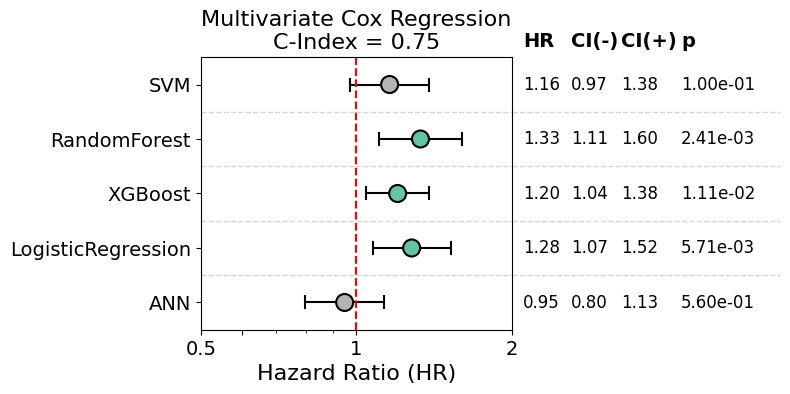 Multivariate Cox Regression
C-Index = 0.75
HR CI(-) CI(+) p
SVM 1.16 0.97 1.38 1.00e-01
RandomForest 1.33 1.11 1.60 2.41e-03
XGBoost 1.20 1.04 1.38 1.11e-02
LogisticRegression 1.28 1.07 1.52 5.71e-03
ANN 0.95 0.80 1.13 5.60e-01
0.5 1 2
Hazard Ratio (HR)